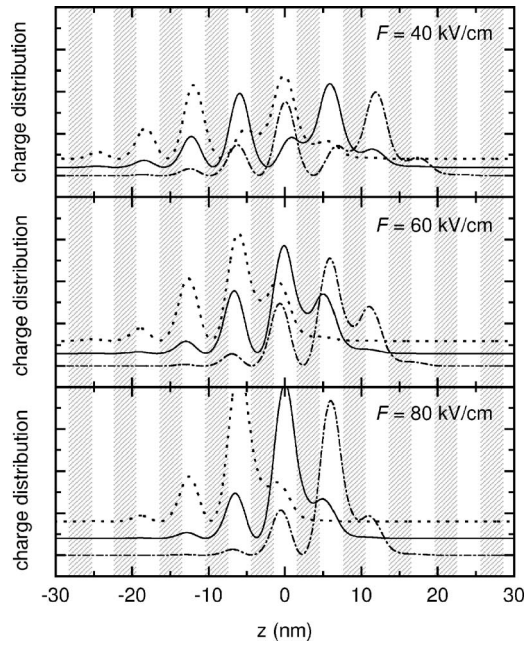 F = 40 kV/cm
charge distribution
F = 60 kV/cm
charge distribution
F = 80 kV/cm
charge distribution
-30 -20 -10 0 10 20 30
z (nm)